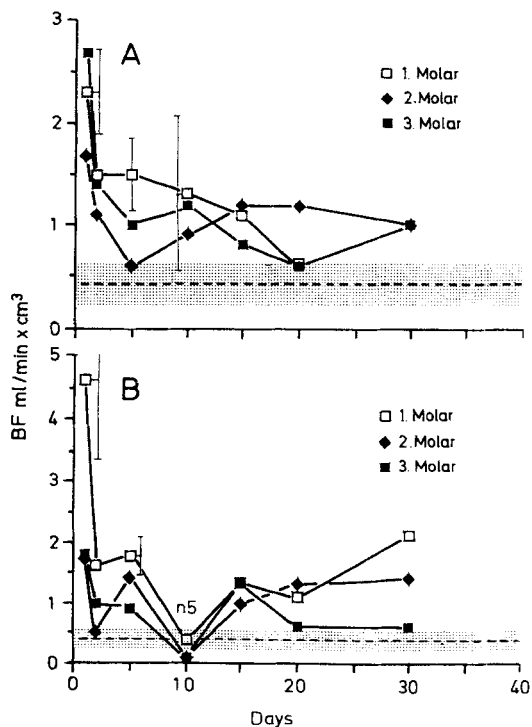 3
A
1. Molar
2. Molar
3. Molar
2
1
0
BF ml/min x cm³
5
B
1. Molar
2. Molar
3. Molar
4
3
2
n5
1
0
0
10
20
30
40
Days